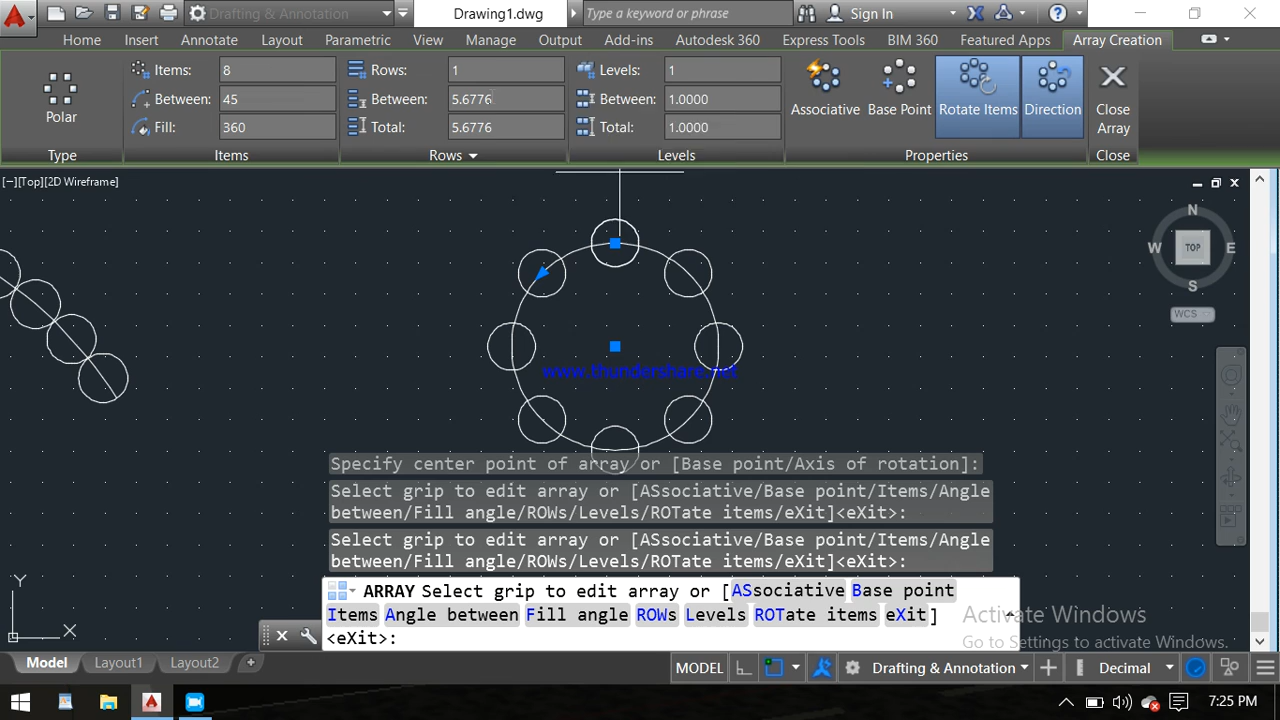 Drafting & Annotation
Drawing1.dwg
Type a keyword or phrase
Sign In
Home Insert Annotate Layout Parametric View Manage Output Add-ins Autodesk 360 Express Tools BIM 360 Featured Apps Array Creation
Polar
Items: 8
Between: 45
Fill: 360
Rows: 1
Between: 5.6776
Total: 5.6776
Levels: 1
Between: 1.0000
Total: 1.0000
Associative Base Point Rotate Items Direction Close Array
Type Items Rows Levels Properties Close
[−][Top][2D Wireframe]
N
W TOP E
S
WCS
www.thundershare.net
Specify center point of array or [Base point/Axis of rotation]:
Select grip to edit array or [ASsociative/Base point/Items/Angle
between/Fill angle/ROWs/Levels/ROTate items/eXit]<eXit>:
Select grip to edit array or [ASsociative/Base point/Items/Angle
between/Fill angle/ROWs/Levels/ROTate items/eXit]<eXit>:
ARRAY Select grip to edit array or [ASsociative Base point
Items Angle between Fill angle ROWs Levels ROTate items eXit]
<eXit>:
Y
X
Activate Windows
Go to Settings to activate Windows.
Model Layout1 Layout2 +
MODEL
Drafting & Annotation
Decimal
7:25 PM